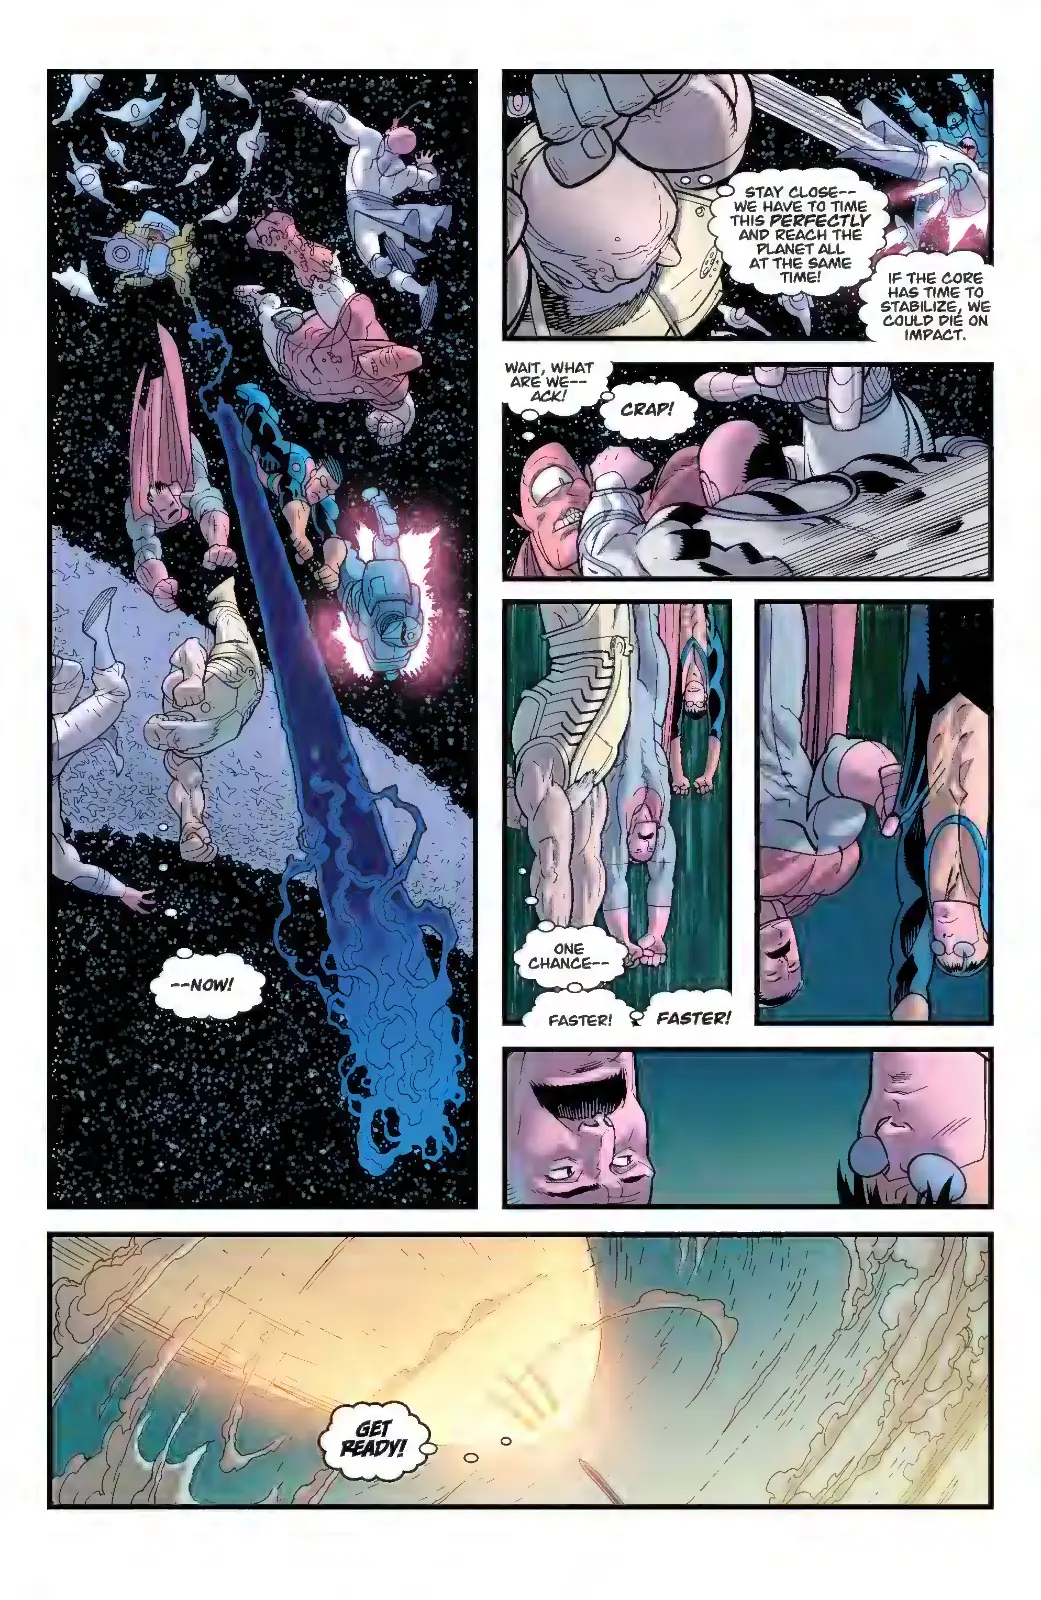 --NOW!
STAY CLOSE--
WE HAVE TO TIME
THIS PERFECTLY
AND REACH THE
PLANET ALL
AT THE SAME
TIME!
IF THE CORE
HAS TIME TO
STABILIZE, WE
COULD DIE ON
IMPACT.
WAIT, WHAT
ARE WE--
ACK!
CRAP!
ONE
CHANCE--
FASTER!
FASTER!
GET
READY!